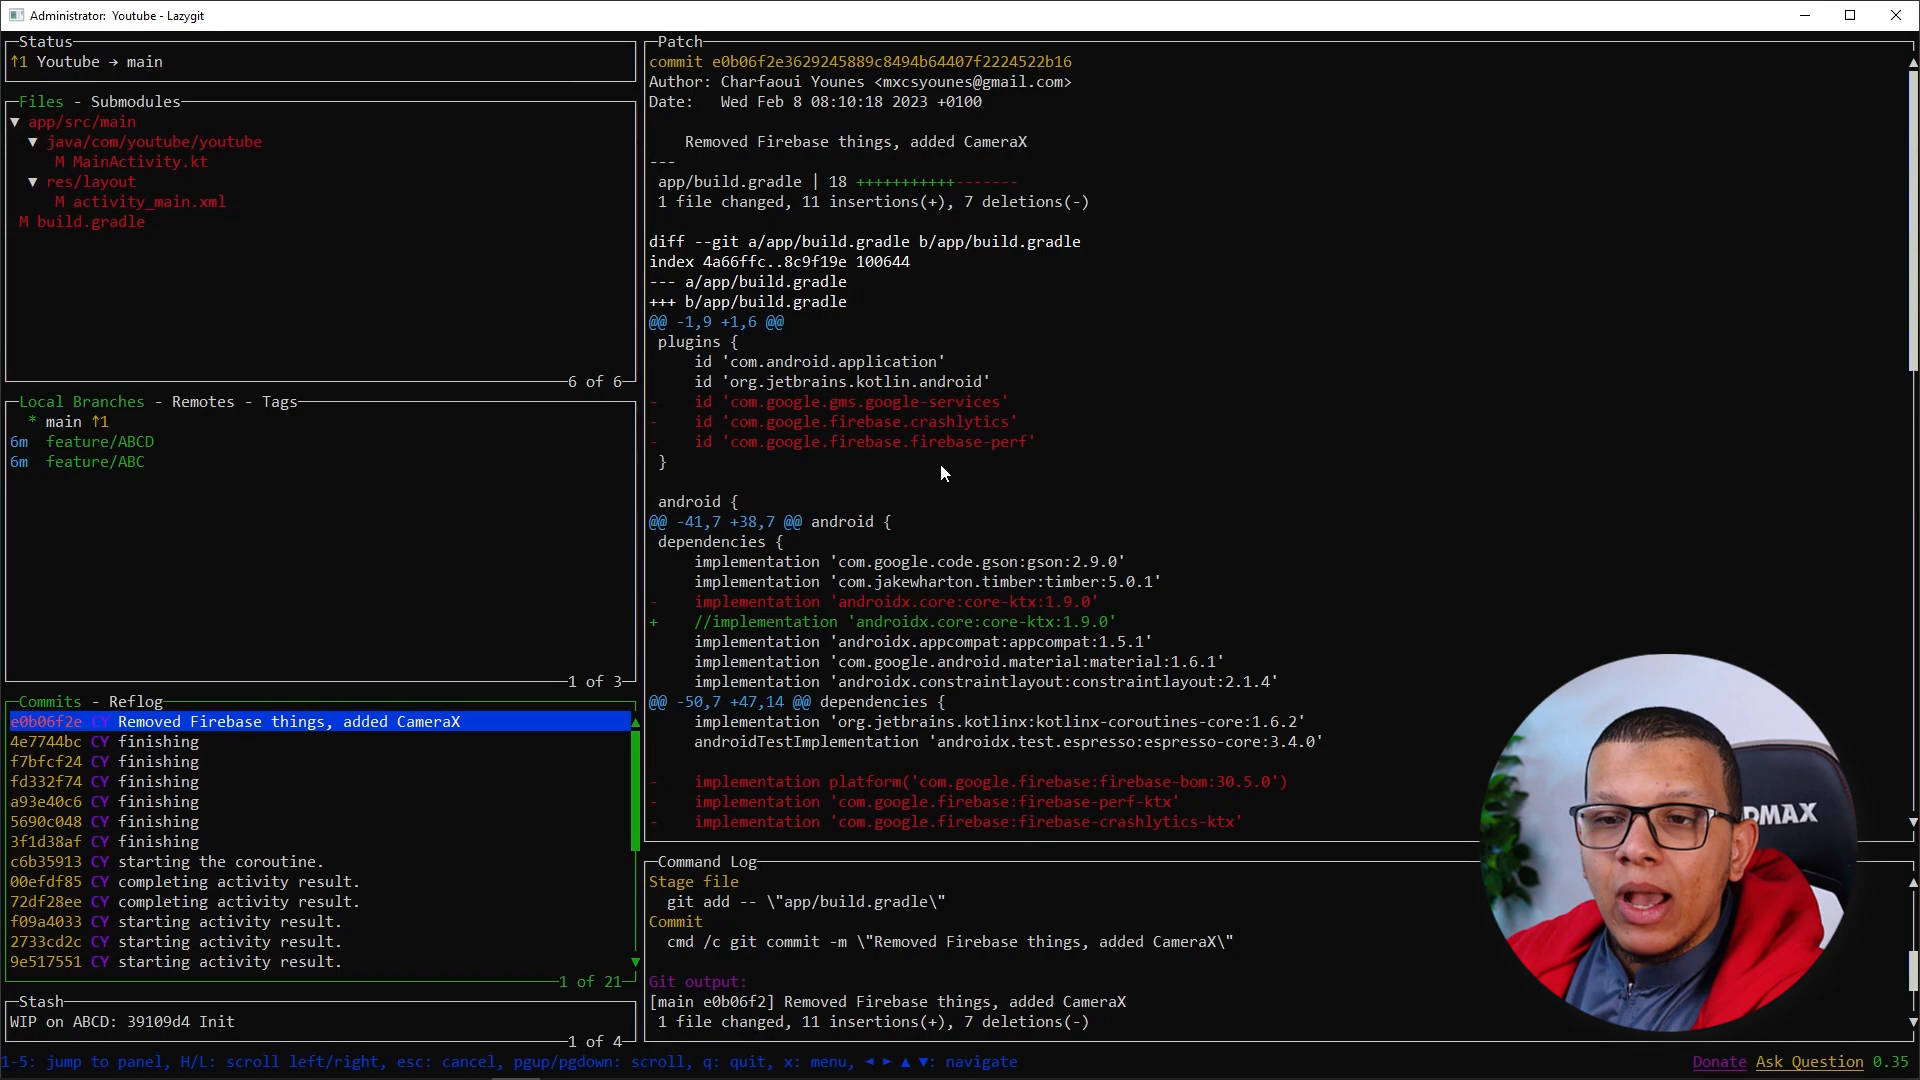 Administrator: Youtube - Lazygit
Status
↑1 Youtube → main
Files - Submodules
▼ app/src/main
▼ java/com/youtube/youtube
M MainActivity.kt
▼ res/layout
M activity_main.xml
M build.gradle
6 of 6
Local Branches - Remotes - Tags
* main ↑1
6m feature/ABCD
6m feature/ABC
1 of 3
Commits - Reflog
e0b06f2e CY Removed Firebase things, added CameraX
4e7744bc CY finishing
f7bfcf24 CY finishing
fd332f74 CY finishing
a93e40c6 CY finishing
5690c048 CY finishing
3f1d38af CY finishing
c6b35913 CY starting the coroutine.
00efdf85 CY completing activity result.
72df28ee CY completing activity result.
f09a4033 CY starting activity result.
2733cd2c CY starting activity result.
9e517551 CY starting activity result.
1 of 21
Stash
WIP on ABCD: 39109d4 Init
1 of 4
Patch
commit e0b06f2e3629245889c8494b64407f2224522b16
Author: Charfaoui Younes <mxcsyounes@gmail.com>
Date: Wed Feb 8 08:10:18 2023 +0100
Removed Firebase things, added CameraX
---
app/build.gradle | 18 +++++++++++-------
1 file changed, 11 insertions(+), 7 deletions(-)
diff --git a/app/build.gradle b/app/build.gradle
index 4a66ffc..8c9f19e 100644
--- a/app/build.gradle
+++ b/app/build.gradle
@@ -1,9 +1,6 @@
plugins {
id 'com.android.application'
id 'org.jetbrains.kotlin.android'
- id 'com.google.gms.google-services'
- id 'com.google.firebase.crashlytics'
- id 'com.google.firebase.firebase-perf'
}
android {
@@ -41,7 +38,7 @@ android {
dependencies {
implementation 'com.google.code.gson:gson:2.9.0'
implementation 'com.jakewharton.timber:timber:5.0.1'
- implementation 'androidx.core:core-ktx:1.9.0'
+ //implementation 'androidx.core:core-ktx:1.9.0'
implementation 'androidx.appcompat:appcompat:1.5.1'
implementation 'com.google.android.material:material:1.6.1'
implementation 'androidx.constraintlayout:constraintlayout:2.1.4'
@@ -50,7 +47,14 @@ dependencies {
implementation 'org.jetbrains.kotlinx:kotlinx-coroutines-core:1.6.2'
androidTestImplementation 'androidx.test.espresso:espresso-core:3.4.0'
- implementation platform('com.google.firebase:firebase-bom:30.5.0')
- implementation 'com.google.firebase:firebase-perf-ktx'
- implementation 'com.google.firebase:firebase-crashlytics-ktx'
Command Log
Stage file
git add -- \"app/build.gradle\"
Commit
cmd /c git commit -m \"Removed Firebase things, added CameraX\"
Git output:
[main e0b06f2] Removed Firebase things, added CameraX
1 file changed, 11 insertions(+), 7 deletions(-)
1-5: jump to panel, H/L: scroll left/right, esc: cancel, pgup/pgdown: scroll, q: quit, x: menu, ◄ ► ▲ ▼: navigate
Donate Ask Question 0.35